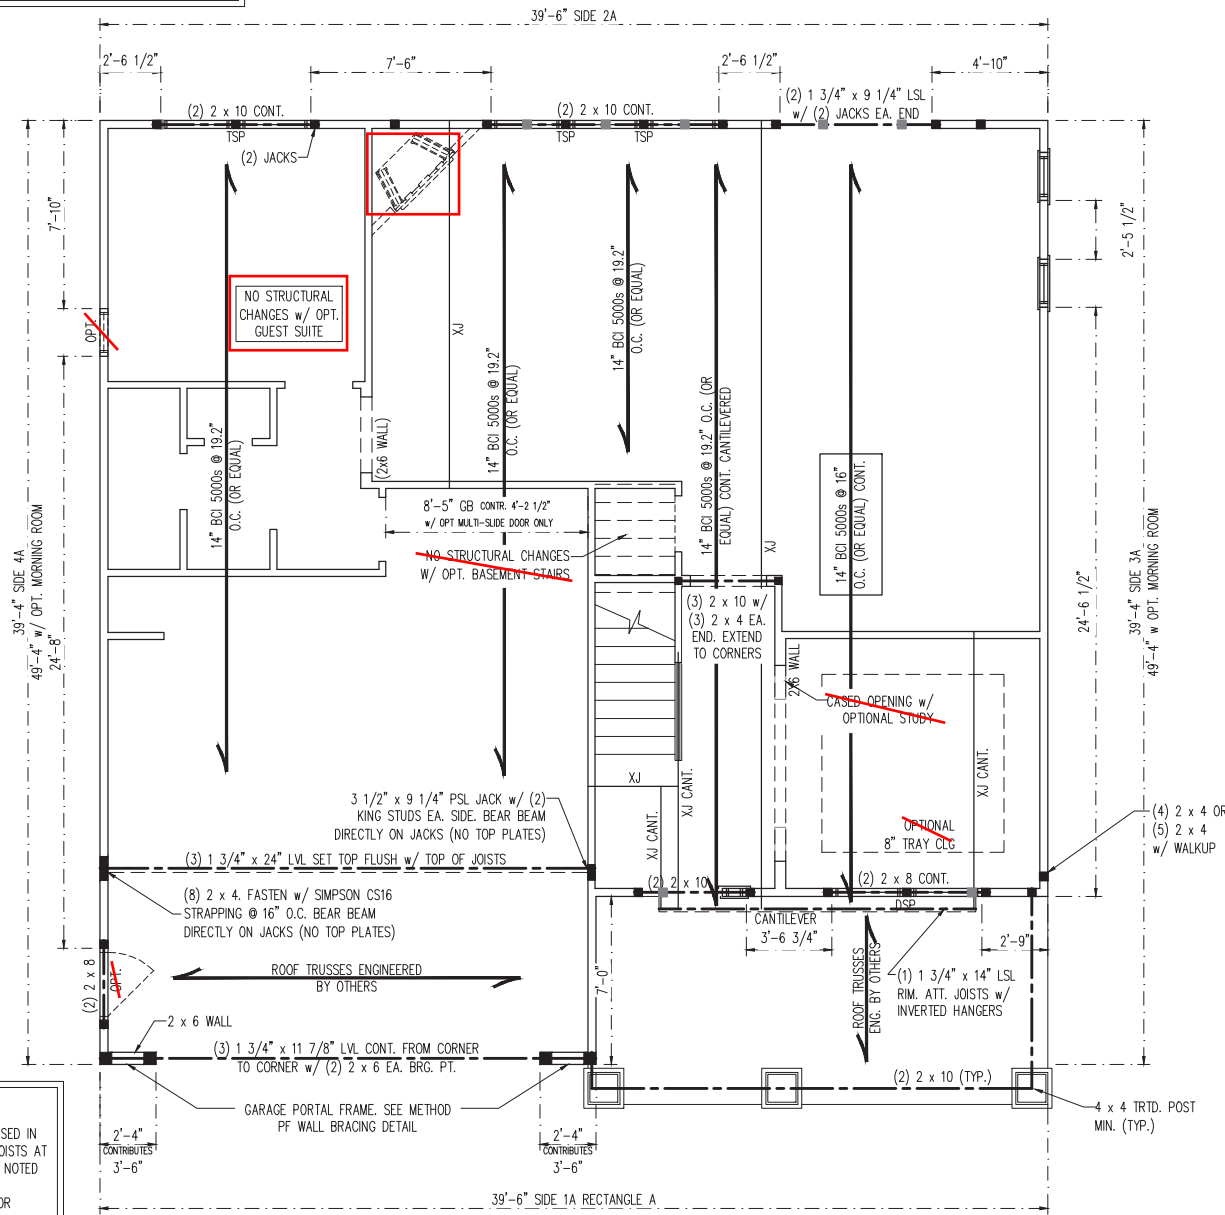 39'-6" SIDE 2A
2'-6 1/2"
7'-6"
2'-6 1/2"
4'-10"
(2) 2 x 10 CONT.
TSP
(2) JACKS
(2) 2 x 10 CONT.
TSP
TSP
(2) 1 3/4" x 9 1/4" LSL
w/ (2) JACKS EA. END
7'-10"
2'-5 1/2"
OPT.
NO STRUCTURAL
CHANGES w/ OPT.
GUEST SUITE
XJ
14" BCI 5000s @ 19.2"
O.C. (OR EQUAL)
14" BCI 5000s @ 19.2"
O.C. (OR EQUAL)
14" BCI 5000s @ 19.2"
O.C. (OR EQUAL)
14" BCI 5000s @ 19.2" O.C. (OR
EQUAL) CONT. CANTILEVERED
14" BCI 5000s @ 16"
O.C. (OR EQUAL) CONT.
(2x6 WALL)
8'-5" GB CONTR. 4'-2 1/2"
w/ OPT MULTI-SLIDE DOOR ONLY
NO STRUCTURAL CHANGES
W/ OPT. BASEMENT STAIRS
XJ
39'-4" SIDE 4A
49'-4" w/ OPT. MORNING ROOM
24'-8"
24'-6 1/2"
39'-4" SIDE 3A
49'-4" w OPT. MORNING ROOM
(3) 2 x 10 w/
(3) 2 x 4 EA.
END. EXTEND
TO CORNERS
2X6 WALL
CASED OPENING w/
OPTIONAL STUDY
XJ
XJ CANT.
XJ CANT.
XJ CANT.
OPTIONAL
8" TRAY CLG
3 1/2" x 9 1/4" PSL JACK w/ (2)
KING STUDS EA. SIDE. BEAR BEAM
DIRECTLY ON JACKS (NO TOP PLATES)
(4) 2 x 4 OR
(5) 2 x 4
w/ WALKUP
(3) 1 3/4" x 24" LVL SET TOP FLUSH w/ TOP OF JOISTS
(2) 2 x 10
(2) 2 x 8 CONT.
DSP
(8) 2 x 4. FASTEN w/ SIMPSON CS16
STRAPPING @ 16" O.C. BEAR BEAM
DIRECTLY ON JACKS (NO TOP PLATES)
CANTILEVER
3'-6 3/4"
2'-9"
(2) 2 x 8
OPT.
ROOF TRUSSES ENGINEERED
BY OTHERS
7'-0"
ROOF TRUSSES
ENG. BY OTHERS
(1) 1 3/4" x 14" LSL
RIM. ATT. JOISTS w/
INVERTED HANGERS
2 x 6 WALL
(3) 1 3/4" x 11 7/8" LVL CONT. FROM CORNER
TO CORNER w/ (2) 2 x 6 EA. BRG. PT.
(2) 2 x 10 (TYP.)
GARAGE PORTAL FRAME. SEE METHOD
PF WALL BRACING DETAIL
4 x 4 TRTD. POST
MIN. (TYP.)
2'-4"
CONTRIBUTES
3'-6"
2'-4"
CONTRIBUTES
3'-6"
SED IN
OISTS AT
NOTED
OR
39'-6" SIDE 1A RECTANGLE A